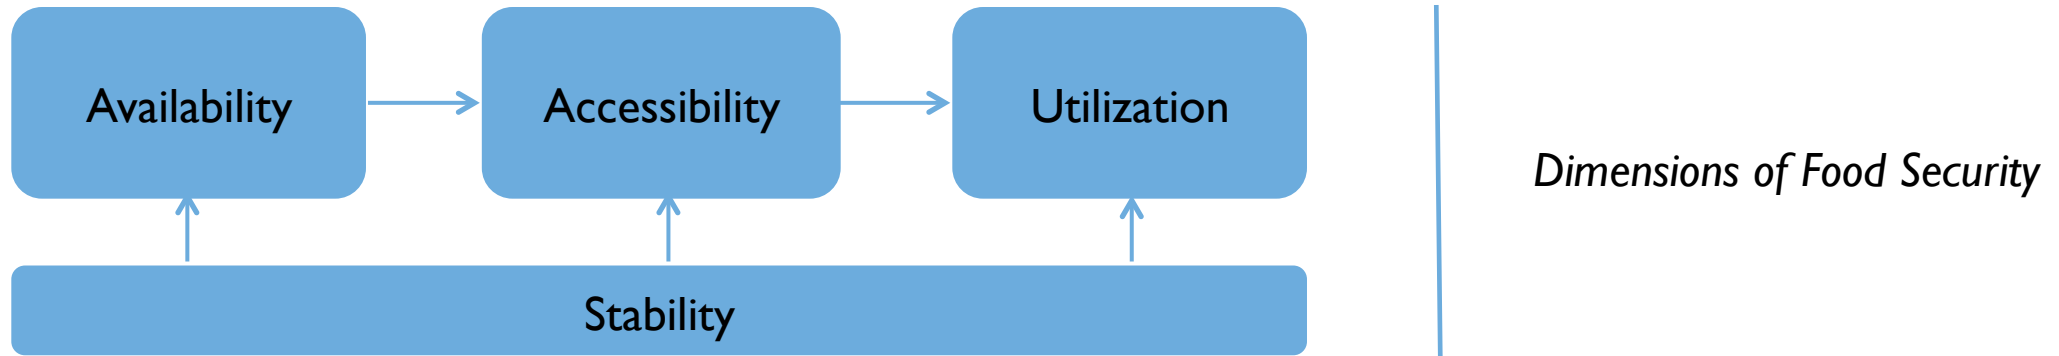 Availability
Accessibility
Utilization
Dimensions of Food Security
Stability